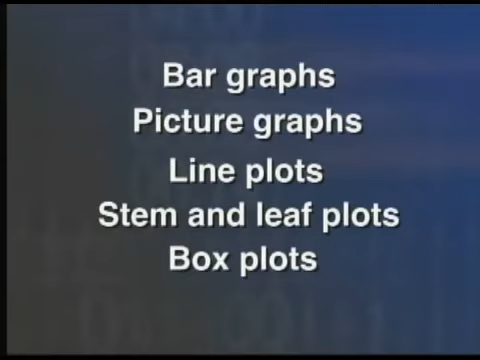 Bar graphs
Picture graphs
Line plots
Stem and leaf plots
Box plots